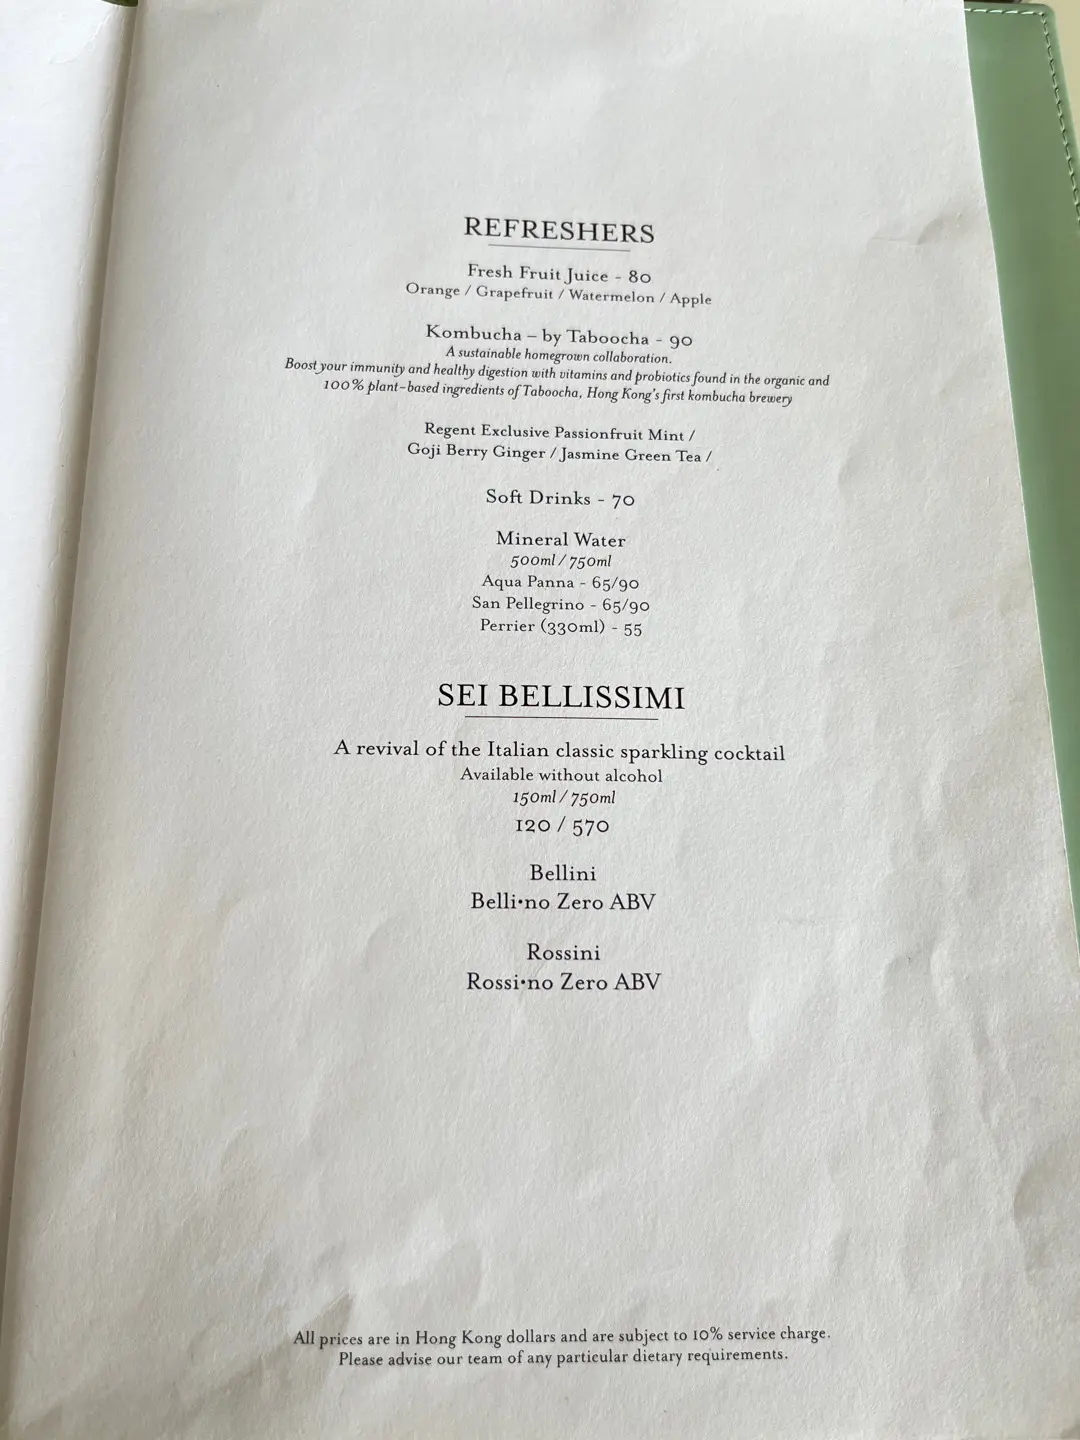 REFRESHERS
Fresh Fruit Juice - 80
Orange / Grapefruit / Watermelon / Apple
Kombucha – by Taboocha - 90
A sustainable homegrown collaboration.
Boost your immunity and healthy digestion with vitamins and probiotics found in the organic and
100% plant-based ingredients of Taboocha, Hong Kong's first kombucha brewery
Regent Exclusive Passionfruit Mint /
Goji Berry Ginger / Jasmine Green Tea /
Soft Drinks - 70
Mineral Water
500ml / 750ml
Aqua Panna - 65/90
San Pellegrino - 65/90
Perrier (330ml) - 55
SEI BELLISSIMI
A revival of the Italian classic sparkling cocktail
Available without alcohol
150ml / 750ml
120 / 570
Bellini
Belli•no Zero ABV
Rossini
Rossi•no Zero ABV
All prices are in Hong Kong dollars and are subject to 10% service charge.
Please advise our team of any particular dietary requirements.